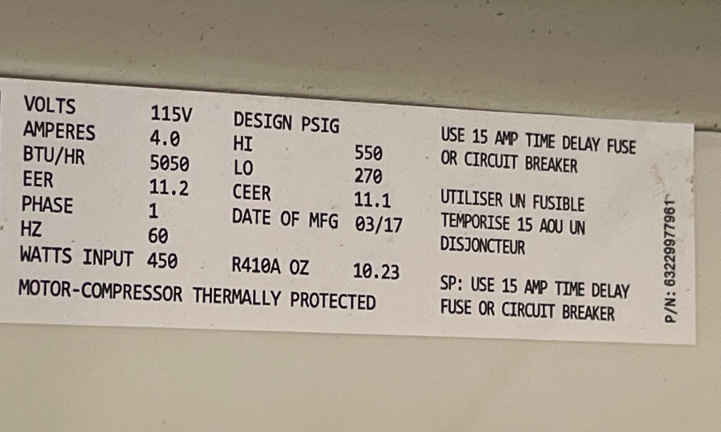 VOLTS 115V
AMPERES 4.0
BTU/HR 5050
EER 11.2
PHASE 1
HZ 60
WATTS INPUT 450
MOTOR-COMPRESSOR THERMALLY PROTECTED
DESIGN PSIG
HI 550
LO 270
CEER 11.1
DATE OF MFG 03/17
R410A OZ 10.23
USE 15 AMP TIME DELAY FUSE
OR CIRCUIT BREAKER
UTILISER UN FUSIBLE
TEMPORISE 15 AOU UN
DISJONCTEUR
SP: USE 15 AMP TIME DELAY
FUSE OR CIRCUIT BREAKER
P/N: 63229977961